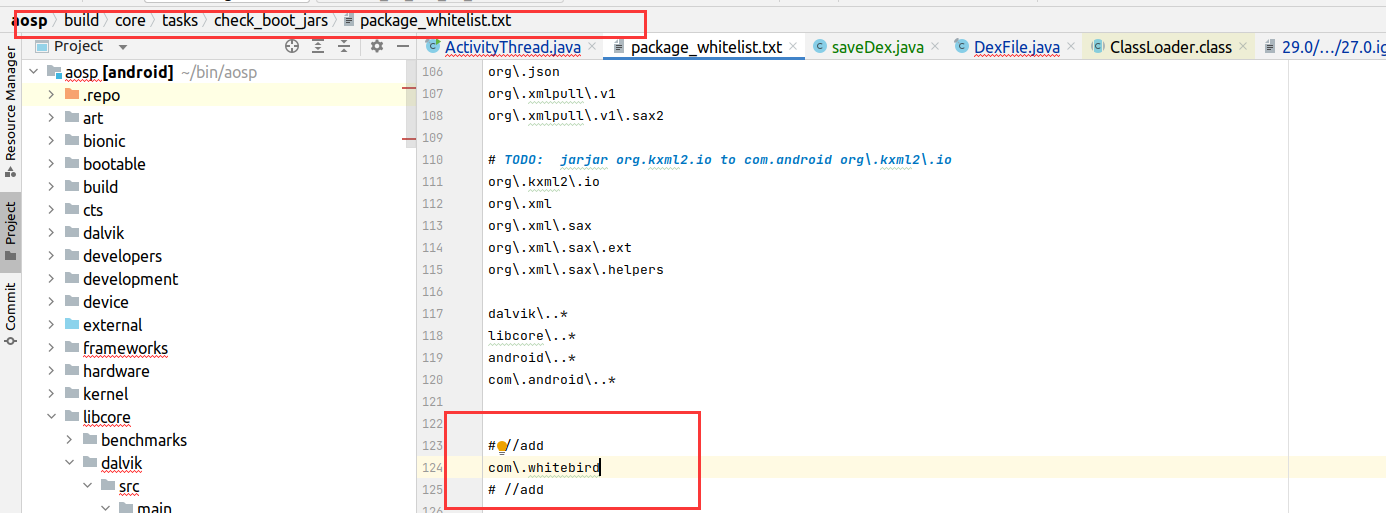 aosp 〉 build 〉 core 〉 tasks 〉 check_boot_jars 〉 package_whitelist.txt
Project
ActivityThread.java × package_whitelist.txt × saveDex.java × DexFile.java × ClassLoader.class × 29.0/.../27.0.ig
Resource Manager
Project
Commit
aosp [android] ~/bin/aosp
.repo
art
bionic
bootable
build
cts
dalvik
developers
development
device
external
frameworks
hardware
kernel
libcore
benchmarks
dalvik
src
main
106 org\.json
107 org\.xmlpull\.v1
108 org\.xmlpull\.v1\.sax2
109
110 # TODO:  jarjar org.kxml2.io to com.android org\.kxml2\.io
111 org\.kxml2\.io
112 org\.xml
113 org\.xml\.sax
114 org\.xml\.sax\.ext
115 org\.xml\.sax\.helpers
116
117 dalvik\..*
118 libcore\..*
119 android\..*
120 com\.android\..*
121
122
123 # //add
124 com\.whitebird
125 # //add
126